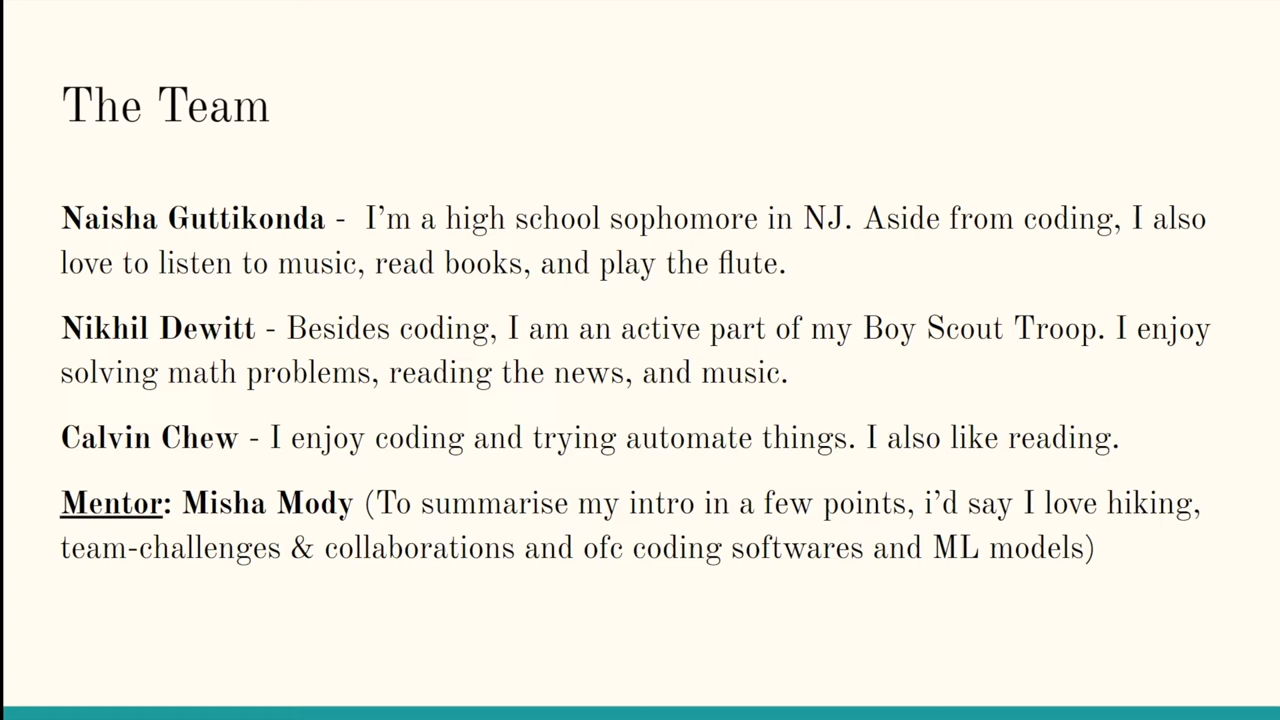 The Team
Naisha Guttikonda -  I'm a high school sophomore in NJ. Aside from coding, I also
love to listen to music, read books, and play the flute.
Nikhil Dewitt - Besides coding, I am an active part of my Boy Scout Troop. I enjoy
solving math problems, reading the news, and music.
Calvin Chew - I enjoy coding and trying automate things. I also like reading.
Mentor: Misha Mody (To summarise my intro in a few points, i'd say I love hiking,
team-challenges & collaborations and ofc coding softwares and ML models)